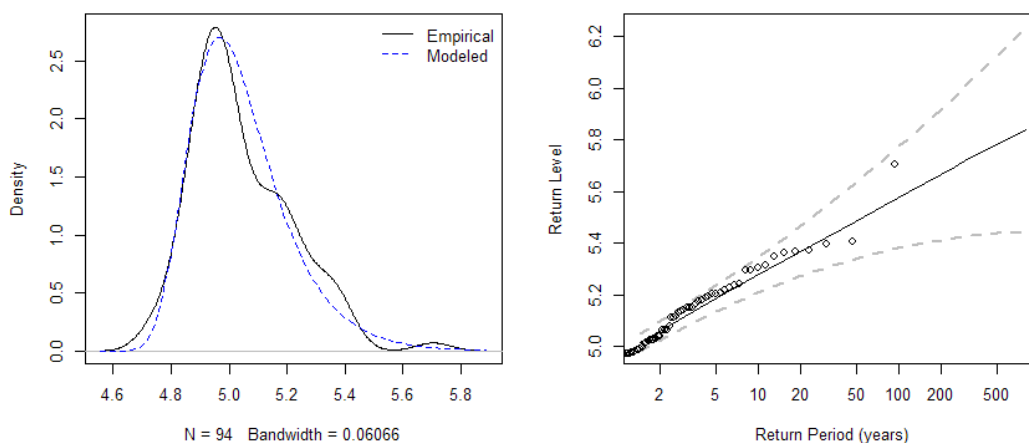 Density
0.0 0.5 1.0 1.5 2.0 2.5
Empirical
Modeled
4.6 4.8 5.0 5.2 5.4 5.6 5.8
N = 94 Bandwidth = 0.06066
Return Level
5.0 5.2 5.4 5.6 5.8 6.0 6.2
2 5 10 20 50 100 200 500
Return Period (years)